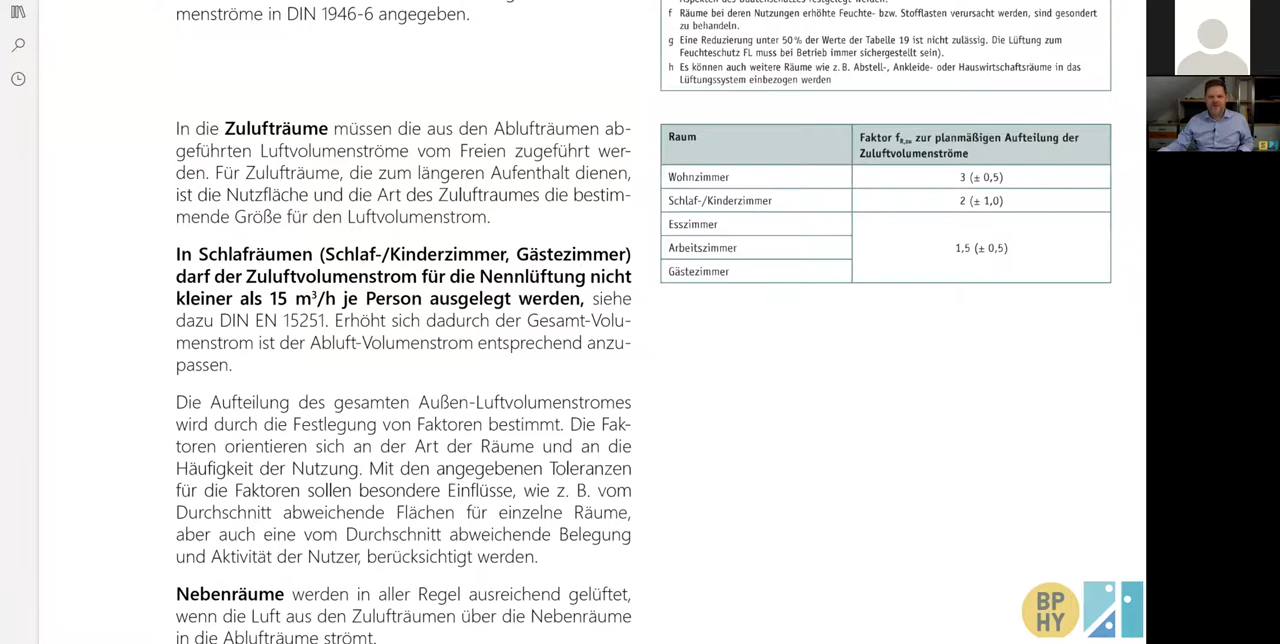 menströme in DIN 1946-6 angegeben.
In die Zulufträume müssen die aus den Ablufträumen ab-
geführten Luftvolumenströme vom Freien zugeführt wer-
den. Für Zulufträume, die zum längeren Aufenthalt dienen,
ist die Nutzfläche und die Art des Zuluftraumes die bestim-
mende Größe für den Luftvolumenstrom.
In Schlafräumen (Schlaf-/Kinderzimmer, Gästezimmer)
darf der Zuluftvolumenstrom für die Nennlüftung nicht
kleiner als 15 m³/h je Person ausgelegt werden, siehe
dazu DIN EN 15251. Erhöht sich dadurch der Gesamt-Volu-
menstrom ist der Abluft-Volumenstrom entsprechend anzu-
passen.
Die Aufteilung des gesamten Außen-Luftvolumenstromes
wird durch die Festlegung von Faktoren bestimmt. Die Fak-
toren orientieren sich an der Art der Räume und an die
Häufigkeit der Nutzung. Mit den angegebenen Toleranzen
für die Faktoren sollen besondere Einflüsse, wie z. B. vom
Durchschnitt abweichende Flächen für einzelne Räume,
aber auch eine vom Durchschnitt abweichende Belegung
und Aktivität der Nutzer, berücksichtigt werden.
Nebenräume werden in aller Regel ausreichend gelüftet,
wenn die Luft aus den Zulufträumen über die Nebenräume
in die Ablufträume strömt.
f Räume bei deren Nutzungen erhöhte Feuchte- bzw. Stofflasten verursacht werden, sind gesondert
zu behandeln.
g Eine Reduzierung unter 50% der Werte der Tabelle 19 ist nicht zulässig. Die Lüftung zum
Feuchteschutz FL muss bei Betrieb immer sichergestellt sein).
h Es können auch weitere Räume wie z. B. Abstell-, Ankleide- oder Hauswirtschaftsräume in das
Lüftungssystem einbezogen werden
Raum
Faktor fR,zu zur planmäßigen Aufteilung der
Zuluftvolumenströme
Wohnzimmer
3 (± 0,5)
Schlaf-/Kinderzimmer
2 (± 1,0)
Esszimmer
Arbeitszimmer
1,5 (± 0,5)
Gästezimmer
BP
HY